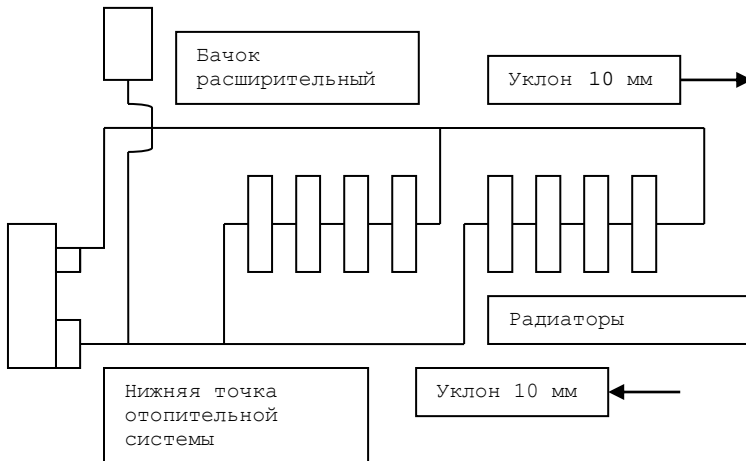 Бачок
расширительный
Уклон 10 мм
Радиаторы
Нижняя точка
отопительной
системы
Уклон 10 мм